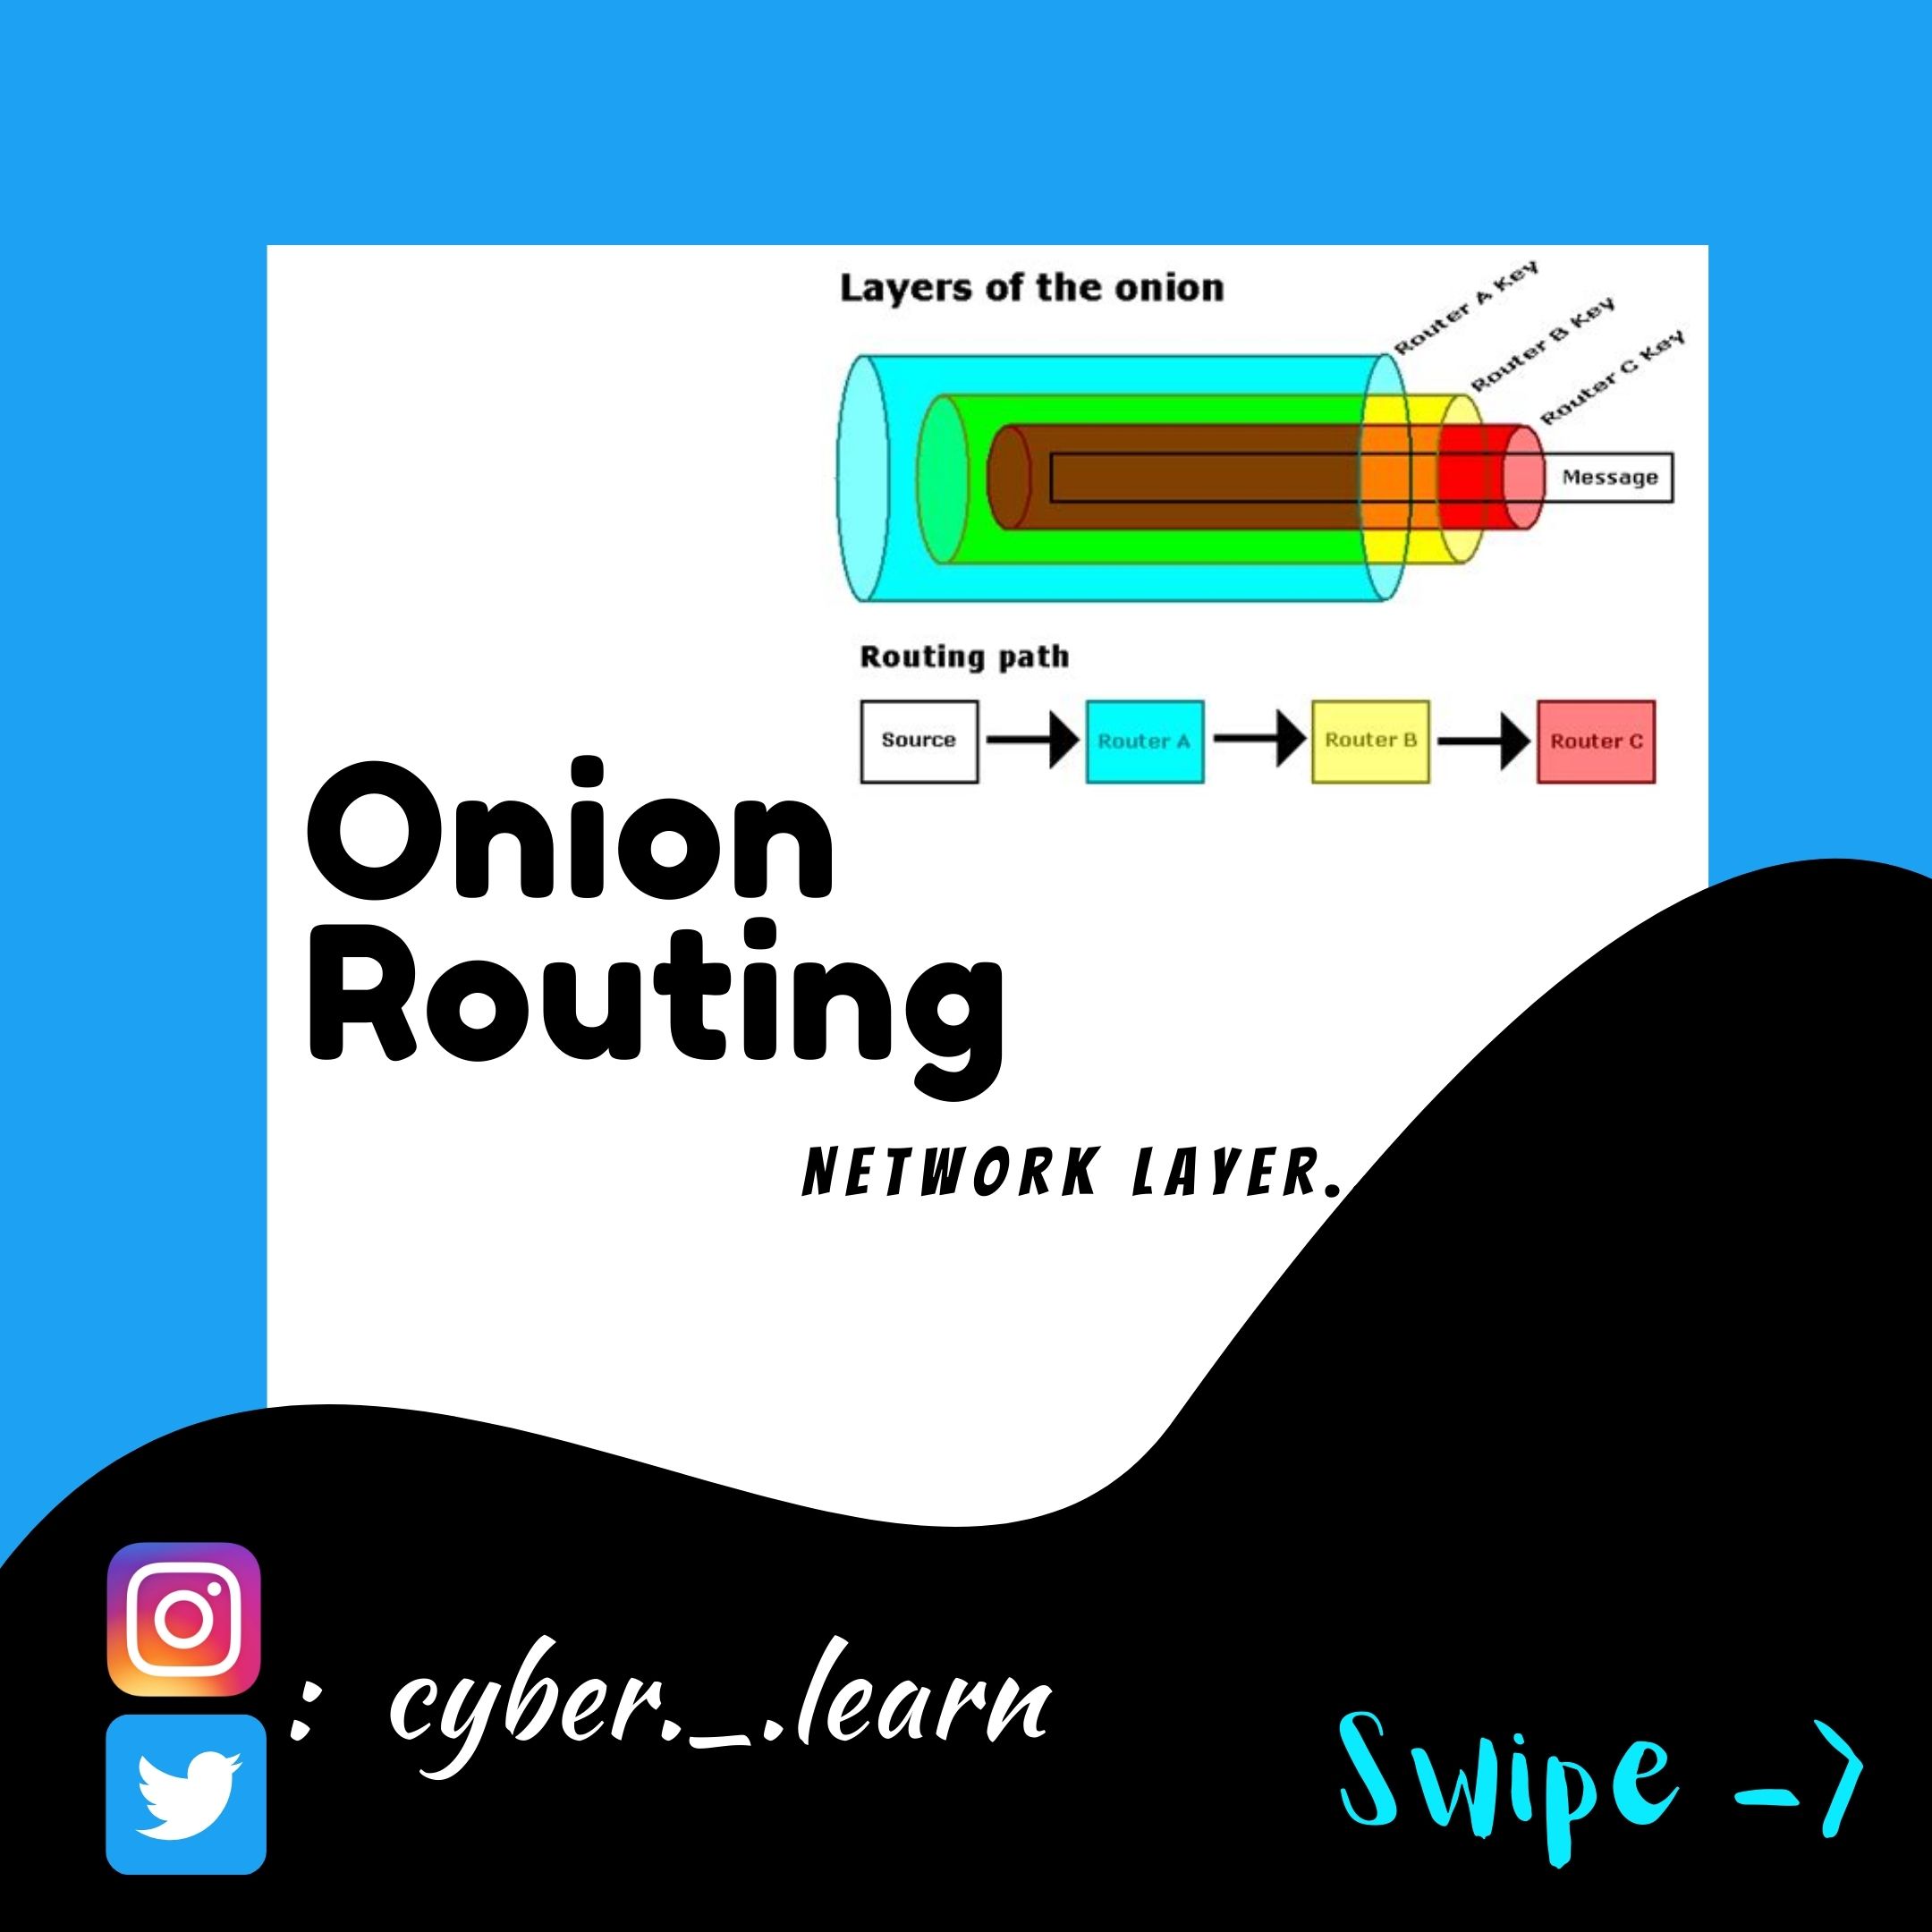 Layers of the onion
Router A Key
Router B Key
Router C Key
Message
Routing path
Source
Router A
Router B
Router C
Onion
Routing
NETWORK LAYER.
: cyber._.learn
Swipe ->